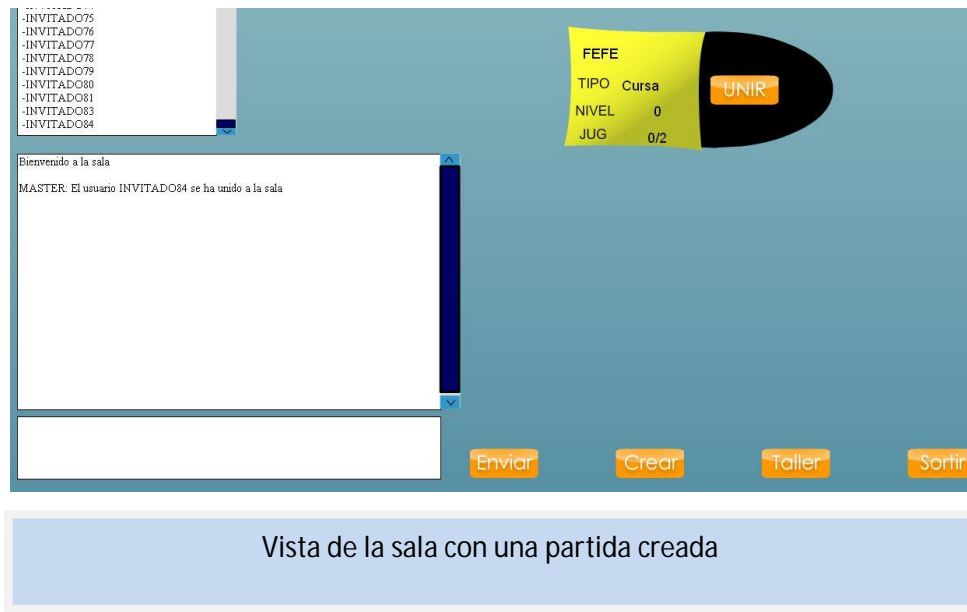 -INVITADO75
-INVITADO76
-INVITADO77
-INVITADO78
-INVITADO79
-INVITADO80
-INVITADO81
-INVITADO83
-INVITADO84
FEFE
TIPO Cursa
NIVEL 0
JUG 0/2
UNIR
Bienvenido a la sala
MASTER: El usuario INVITADO84 se ha unido a la sala
Enviar Crear Taller Sortir
Vista de la sala con una partida creada